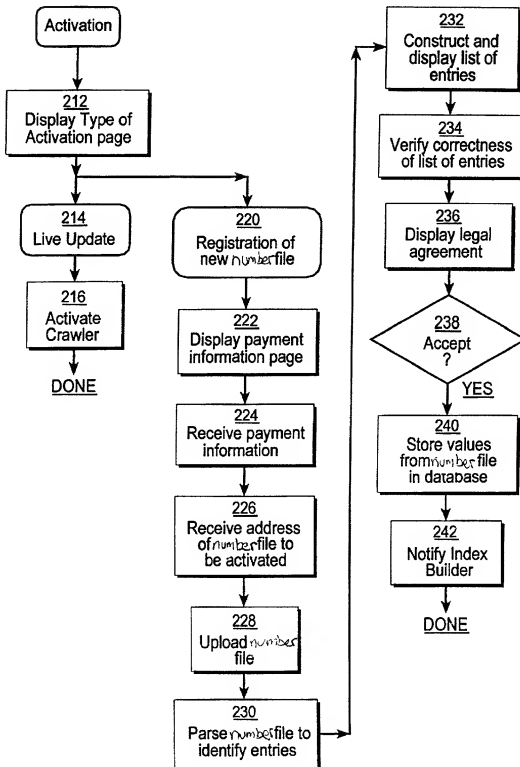 Activation
212
Display Type of
Activation page
214
Live Update
216
Activate
Crawler
DONE
220
Registration of
new number file
222
Display payment
information page
224
Receive payment
information
226
Receive address
of number file to
be activated
228
Upload number
file
230
Parse number file to
identify entries
232
Construct and
display list of
entries
234
Verify correctness
of list of entries
236
Display legal
agreement
238
Accept
?
YES
240
Store values
from number file
in database
242
Notify Index
Builder
DONE